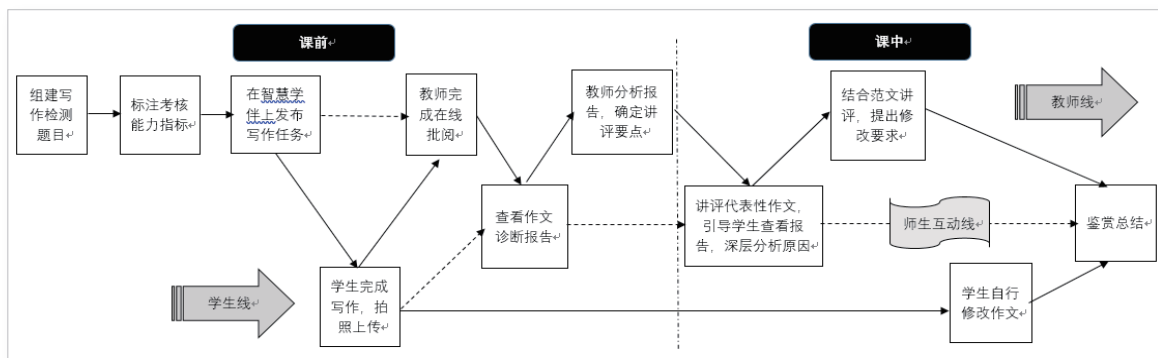 课前
课中
组建写
作检测
题目
标注考核
能力指标
在智慧学
伴上发布
写作任务
教师完
成在线
批阅
教师分析报
告，确定讲
评要点
结合范文讲
评，提出修
改要求
教师线
查看作文
诊断报告
讲评代表性作文，
引导学生查看报
告，深层分析原因
师生互动线
鉴赏总结
学生线
学生完成
写作，拍
照上传
学生自行
修改作文